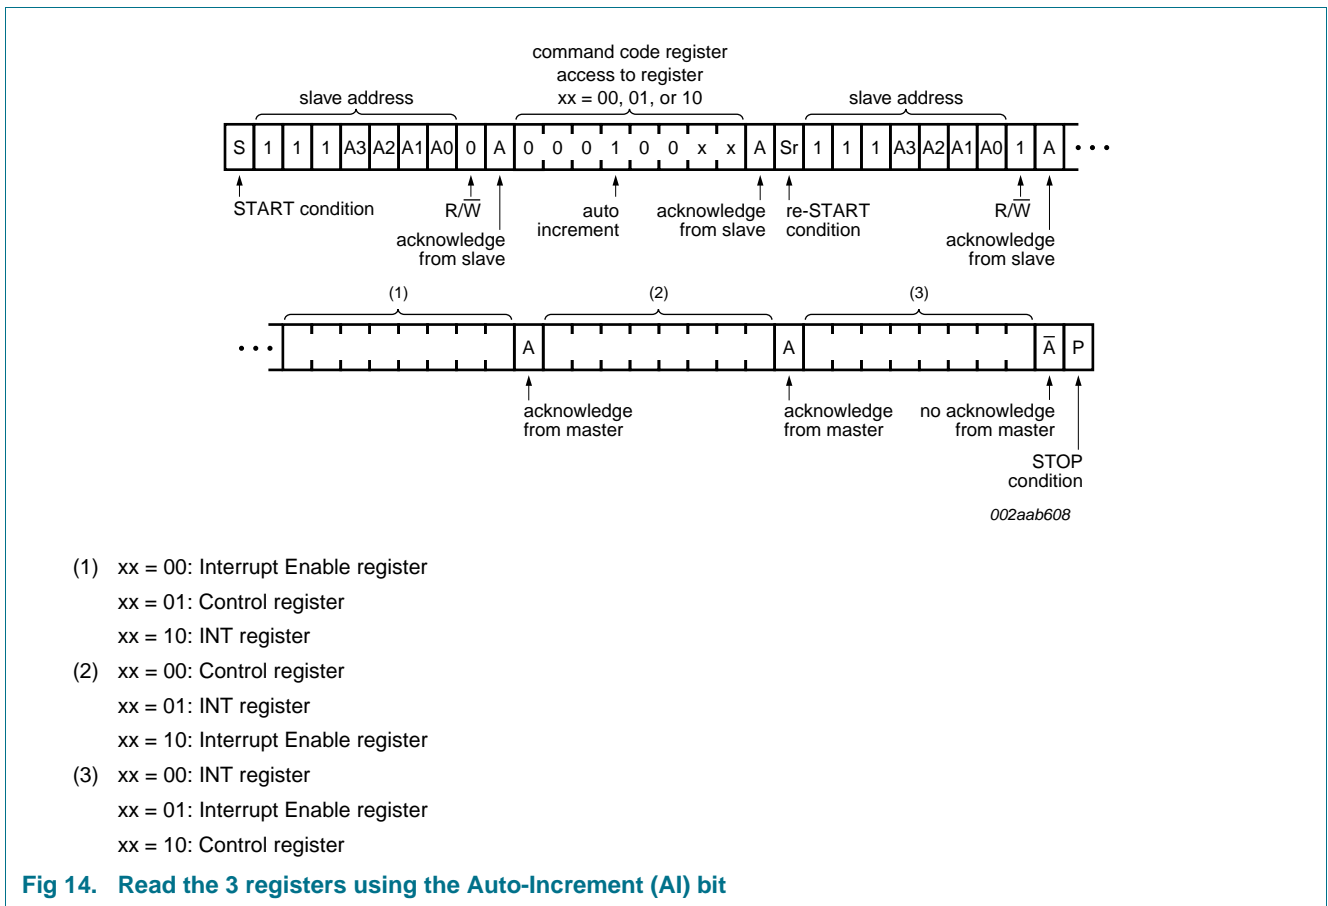 command code register
access to register
slave address xx = 00, 01, or 10 slave address
S 1 1 1 A3 A2 A1 A0 0 A 0 0 0 1 0 0 x x A Sr 1 1 1 A3 A2 A1 A0 1 A • • •
START condition R/W̅ auto acknowledge re-START R/W̅
increment from slave condition
acknowledge acknowledge
from slave from slave
(1) (2) (3)
• • • A A A̅ P
acknowledge acknowledge no acknowledge
from master from master from master
STOP
condition
002aab608
(1) xx = 00: Interrupt Enable register
xx = 01: Control register
xx = 10: INT register
(2) xx = 00: Control register
xx = 01: INT register
xx = 10: Interrupt Enable register
(3) xx = 00: INT register
xx = 01: Interrupt Enable register
xx = 10: Control register
Fig 14. Read the 3 registers using the Auto-Increment (AI) bit